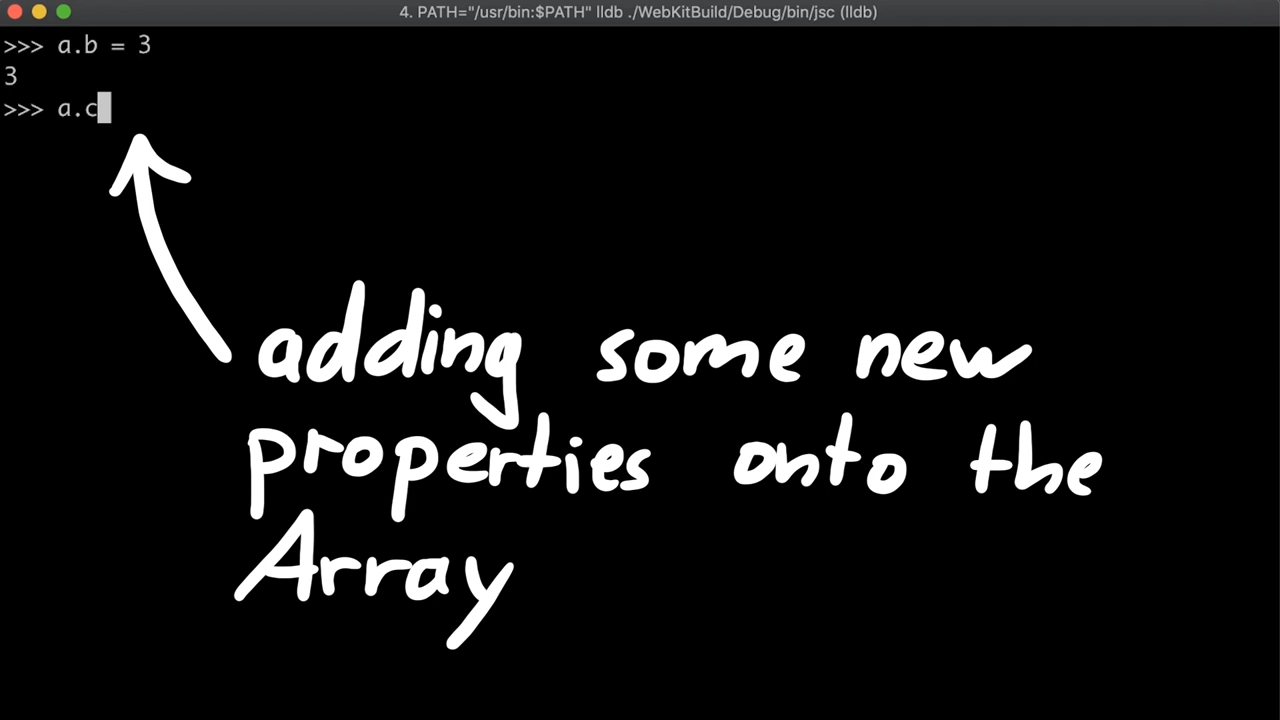 4. PATH="/usr/bin:$PATH" lldb ./WebKitBuild/Debug/bin/jsc (lldb)
>>> a.b = 3
3
>>> a.c
adding some new
properties onto the
Array